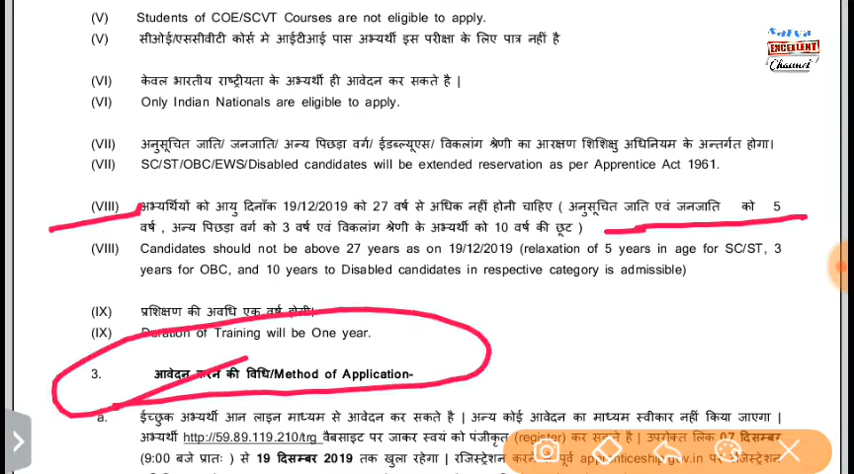 (V) Students of COE/SCVT Courses are not eligible to apply.
EXCELLENT
(V) सीओई/एससीवीटी कोर्स मे आईटीआई पास अभ्यर्थी इस परीक्षा के लिए पात्र नहीं है
Channel
(VI) केवल भारतीय राष्ट्रीयता के अभ्यर्थी ही आवेदन कर सकते है |
(VI) Only Indian Nationals are eligible to apply.
(VII) अनुसूचित जाति/ जनजाति/ अन्य पिछड़ा वर्ग/ ईडब्ल्यूएस/ विकलांग श्रेणी का आरक्षण शिशिक्षु अधिनियम के अन्तर्गत होगा।
(VII) SC/ST/OBC/EWS/Disabled candidates will be extended reservation as per Apprentice Act 1961.
(VIII) अभ्यर्थियों को आयु दिनाँक 19/12/2019 को 27 वर्ष से अधिक नहीं होनी चाहिए ( अनुसूचित जाति एवं जनजाति को 5
वर्ष , अन्य पिछड़ा वर्ग को 3 वर्ष एवं विकलांग श्रेणी के अभ्यर्थी को 10 वर्ष की छूट )
(VIII) Candidates should not be above 27 years as on 19/12/2019 (relaxation of 5 years in age for SC/ST, 3
years for OBC, and 10 years to Disabled candidates in respective category is admissible)
(IX) प्रशिक्षण की अवधि एक वर्ष होगी।
(IX) Duration of Training will be One year.
3. आवेदन करने की विधि/Method of Application-
a. ईच्छुक अभ्यर्थी आन लाइन माध्यम से आवेदन कर सकते है | अन्य कोई आवेदन का माध्यम स्वीकार नहीं किया जाएगा |
अभ्यर्थी http://59.89.119.210/trg वैबसाइट पर जाकर स्वयं को पंजीकृत (register) कर सकते है | उपरोक्त लिंक 07 दिसम्बर
(9:00 बजे प्रातः ) से 19 दिसम्बर 2019 तक खुला रहेगा | रजिस्ट्रेशन करने पूर्व